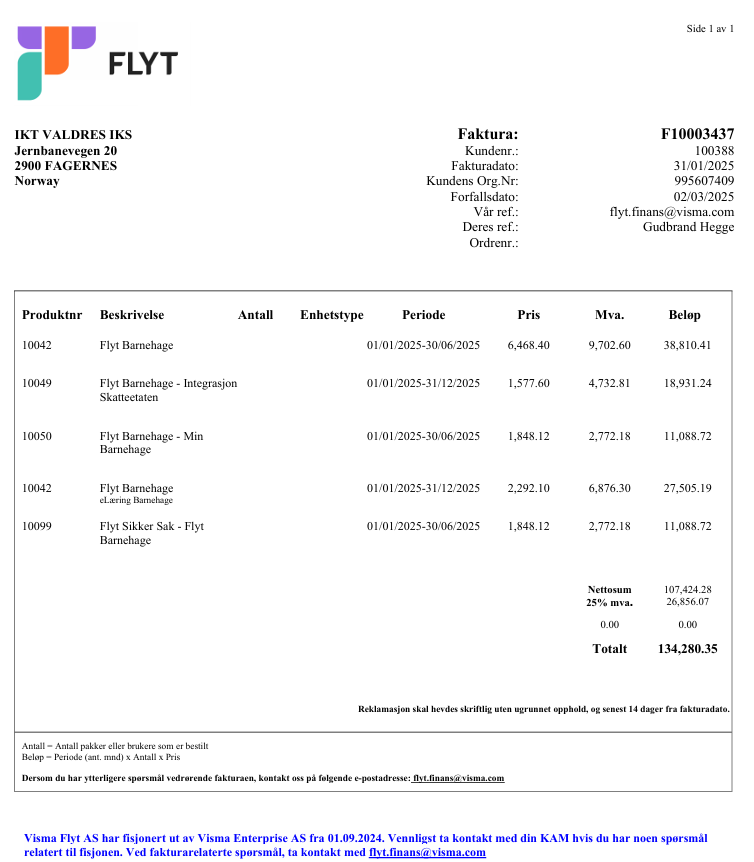 Side 1 av 1
FLYT
IKT VALDRES IKS
Jernbanevegen 20
2900 FAGERNES
Norway
Faktura: F10003437
Kundenr.: 100388
Fakturadato: 31/01/2025
Kundens Org.Nr: 995607409
Forfallsdato: 02/03/2025
Vår ref.: flyt.finans@visma.com
Deres ref.: Gudbrand Hegge
Ordrenr.:
Produktnr Beskrivelse Antall Enhetstype Periode Pris Mva. Beløp
10042 Flyt Barnehage 01/01/2025-30/06/2025 6,468.40 9,702.60 38,810.41
10049 Flyt Barnehage - Integrasjon 01/01/2025-31/12/2025 1,577.60 4,732.81 18,931.24
Skatteetaten
10050 Flyt Barnehage - Min 01/01/2025-30/06/2025 1,848.12 2,772.18 11,088.72
Barnehage
10042 Flyt Barnehage 01/01/2025-31/12/2025 2,292.10 6,876.30 27,505.19
eLæring Barnehage
10099 Flyt Sikker Sak - Flyt 01/01/2025-30/06/2025 1,848.12 2,772.18 11,088.72
Barnehage
Nettosum 107,424.28
25% mva. 26,856.07
0.00 0.00
Totalt 134,280.35
Reklamasjon skal hevdes skriftlig uten ugrunnet opphold, og senest 14 dager fra fakturadato.
Antall = Antall pakker eller brukere som er bestilt
Beløp = Periode (ant. mnd) x Antall x Pris
Dersom du har ytterligere spørsmål vedrørende fakturaen, kontakt oss på følgende e-postadresse: flyt.finans@visma.com
Visma Flyt AS har fisjonert ut av Visma Enterprise AS fra 01.09.2024. Vennligst ta kontakt med din KAM hvis du har noen spørsmål
relatert til fisjonen. Ved fakturarelaterte spørsmål, ta kontakt med flyt.finans@visma.com